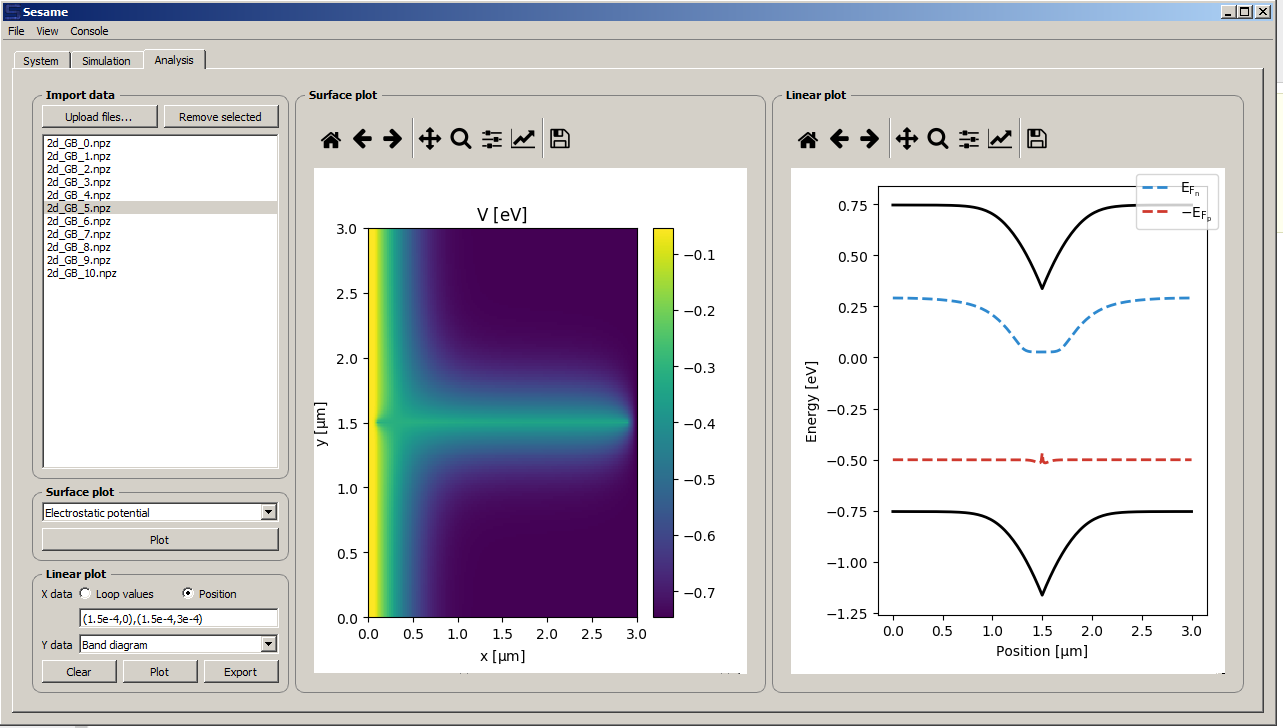 Sesame
File View Console
System Simulation Analysis
Import data
Upload files... Remove selected
2d_GB_0.npz
2d_GB_1.npz
2d_GB_2.npz
2d_GB_3.npz
2d_GB_4.npz
2d_GB_5.npz
2d_GB_6.npz
2d_GB_7.npz
2d_GB_8.npz
2d_GB_9.npz
2d_GB_10.npz
Surface plot
Electrostatic potential
Plot
Linear plot
X data Loop values Position
(1.5e-4,0),(1.5e-4,3e-4)
Y data Band diagram
Clear Plot Export
Surface plot
V [eV]
3.0
2.5
2.0
1.5
1.0
0.5
0.0
y [µm]
0.0 0.5 1.0 1.5 2.0 2.5 3.0
x [µm]
−0.1
−0.2
−0.3
−0.4
−0.5
−0.6
−0.7
Linear plot
E_Fn
−E_Fp
0.75
0.50
0.25
0.00
−0.25
−0.50
−0.75
−1.00
−1.25
Energy [eV]
0.0 0.5 1.0 1.5 2.0 2.5 3.0
Position [µm]